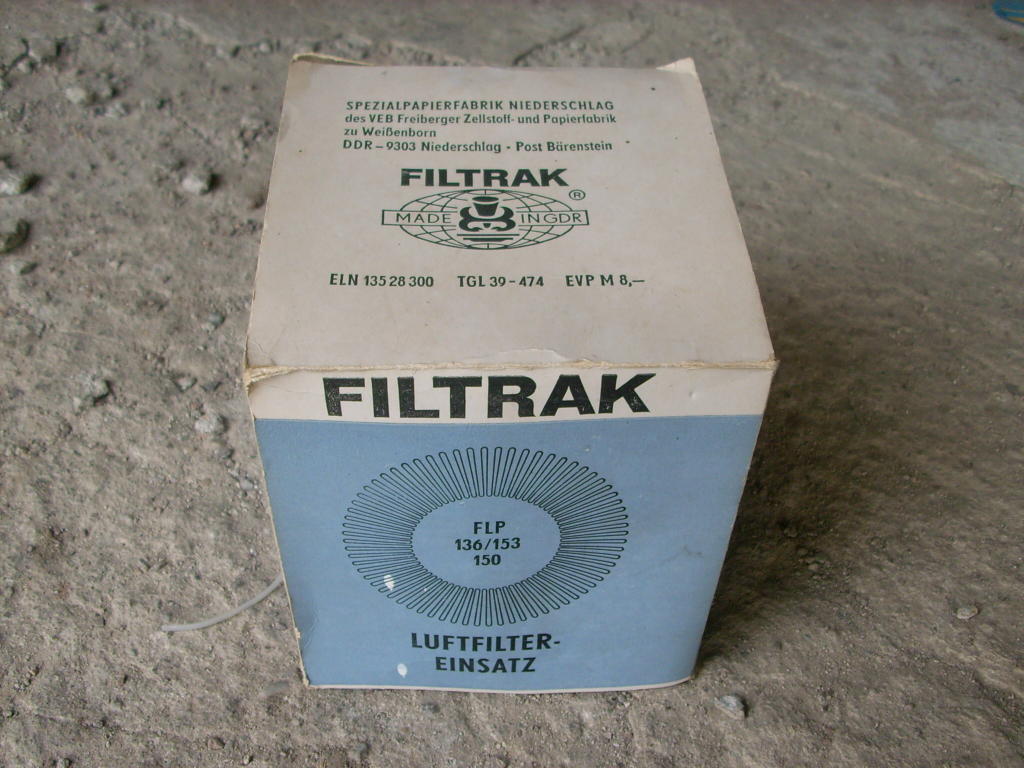 SPEZIALPAPIERFABRIK NIEDERSCHLAG
des VEB Freiberger Zellstoff- und Papierfabrik
zu Weißenborn
DDR – 9303 Niederschlag - Post Bärenstein
FILTRAK
®
MADE IN GDR
ELN 135 28 300 TGL 39 – 474 EVP M 8,—
FILTRAK
FLP
136/153
150
LUFTFILTER-
EINSATZ